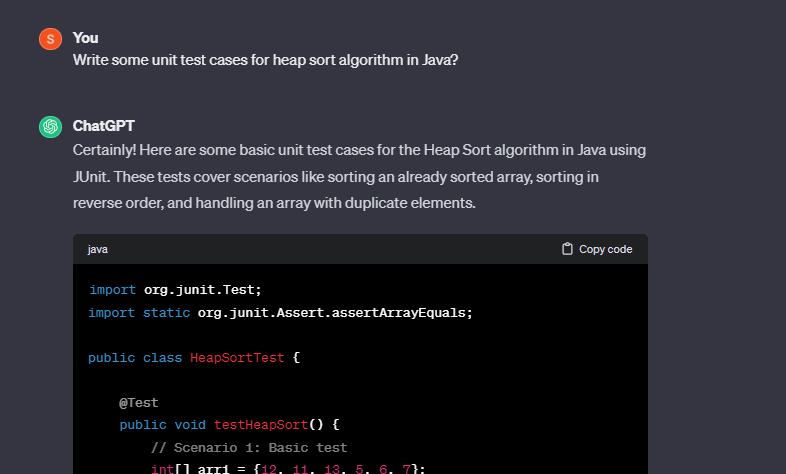 S
You
Write some unit test cases for heap sort algorithm in Java?
ChatGPT
Certainly! Here are some basic unit test cases for the Heap Sort algorithm in Java using
JUnit. These tests cover scenarios like sorting an already sorted array, sorting in
reverse order, and handling an array with duplicate elements.
java
Copy code
import org.junit.Test;
import static org.junit.Assert.assertArrayEquals;
public class HeapSortTest {
@Test
public void testHeapSort() {
// Scenario 1: Basic test
int[] arr1 = {12, 11, 13, 5, 6, 7};